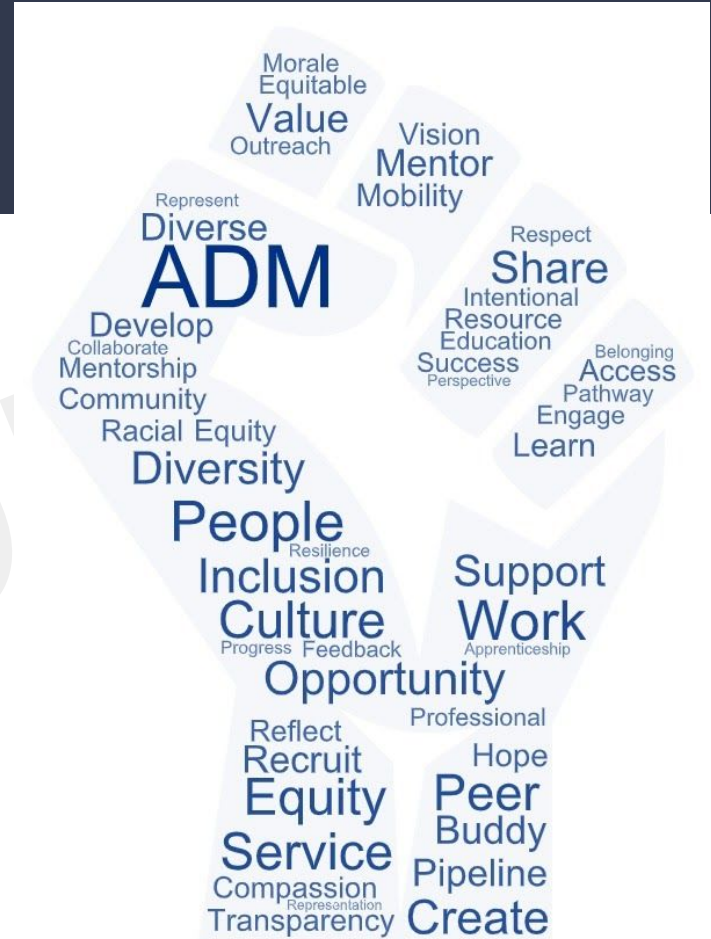 Morale
Equitable
Value
Outreach
Vision
Mentor
Mobility
Represent
Diverse
ADM
Respect
Share
Intentional
Resource
Education
Success
Perspective
Develop
Collaborate
Mentorship
Community
Belonging
Access
Pathway
Engage
Learn
Racial Equity
Diversity
People
Resilience
Inclusion
Culture
Progress Feedback
Support
Work
Apprenticeship
Opportunity
Professional
Reflect
Recruit
Equity
Service
Compassion
Representation
Transparency
Hope
Peer
Buddy
Pipeline
Create